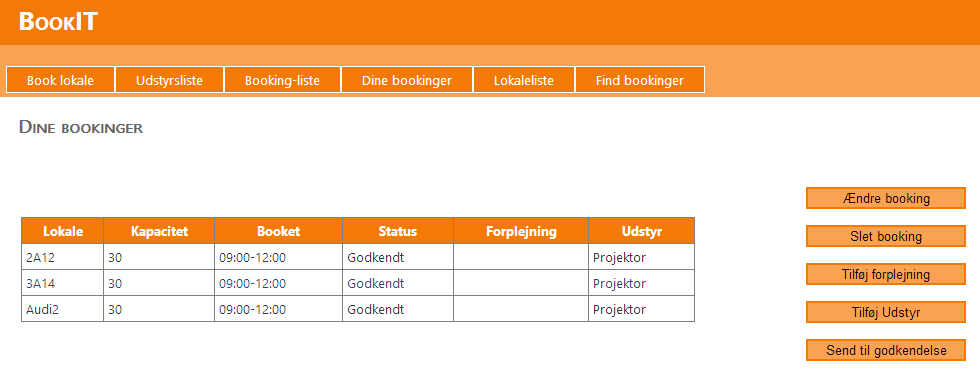 BookIT
Book lokale Udstyrsliste Booking-liste Dine bookinger Lokaleliste Find bookinger
Dine bookinger
Ændre booking
Lokale Kapacitet Booket Status Forplejning Udstyr
Slet booking
2A12 30 09:00-12:00 Godkendt Projektor
Tilføj forplejning
3A14 30 09:00-12:00 Godkendt Projektor
Audi2 30 09:00-12:00 Godkendt Projektor
Tilføj Udstyr
Send til godkendelse